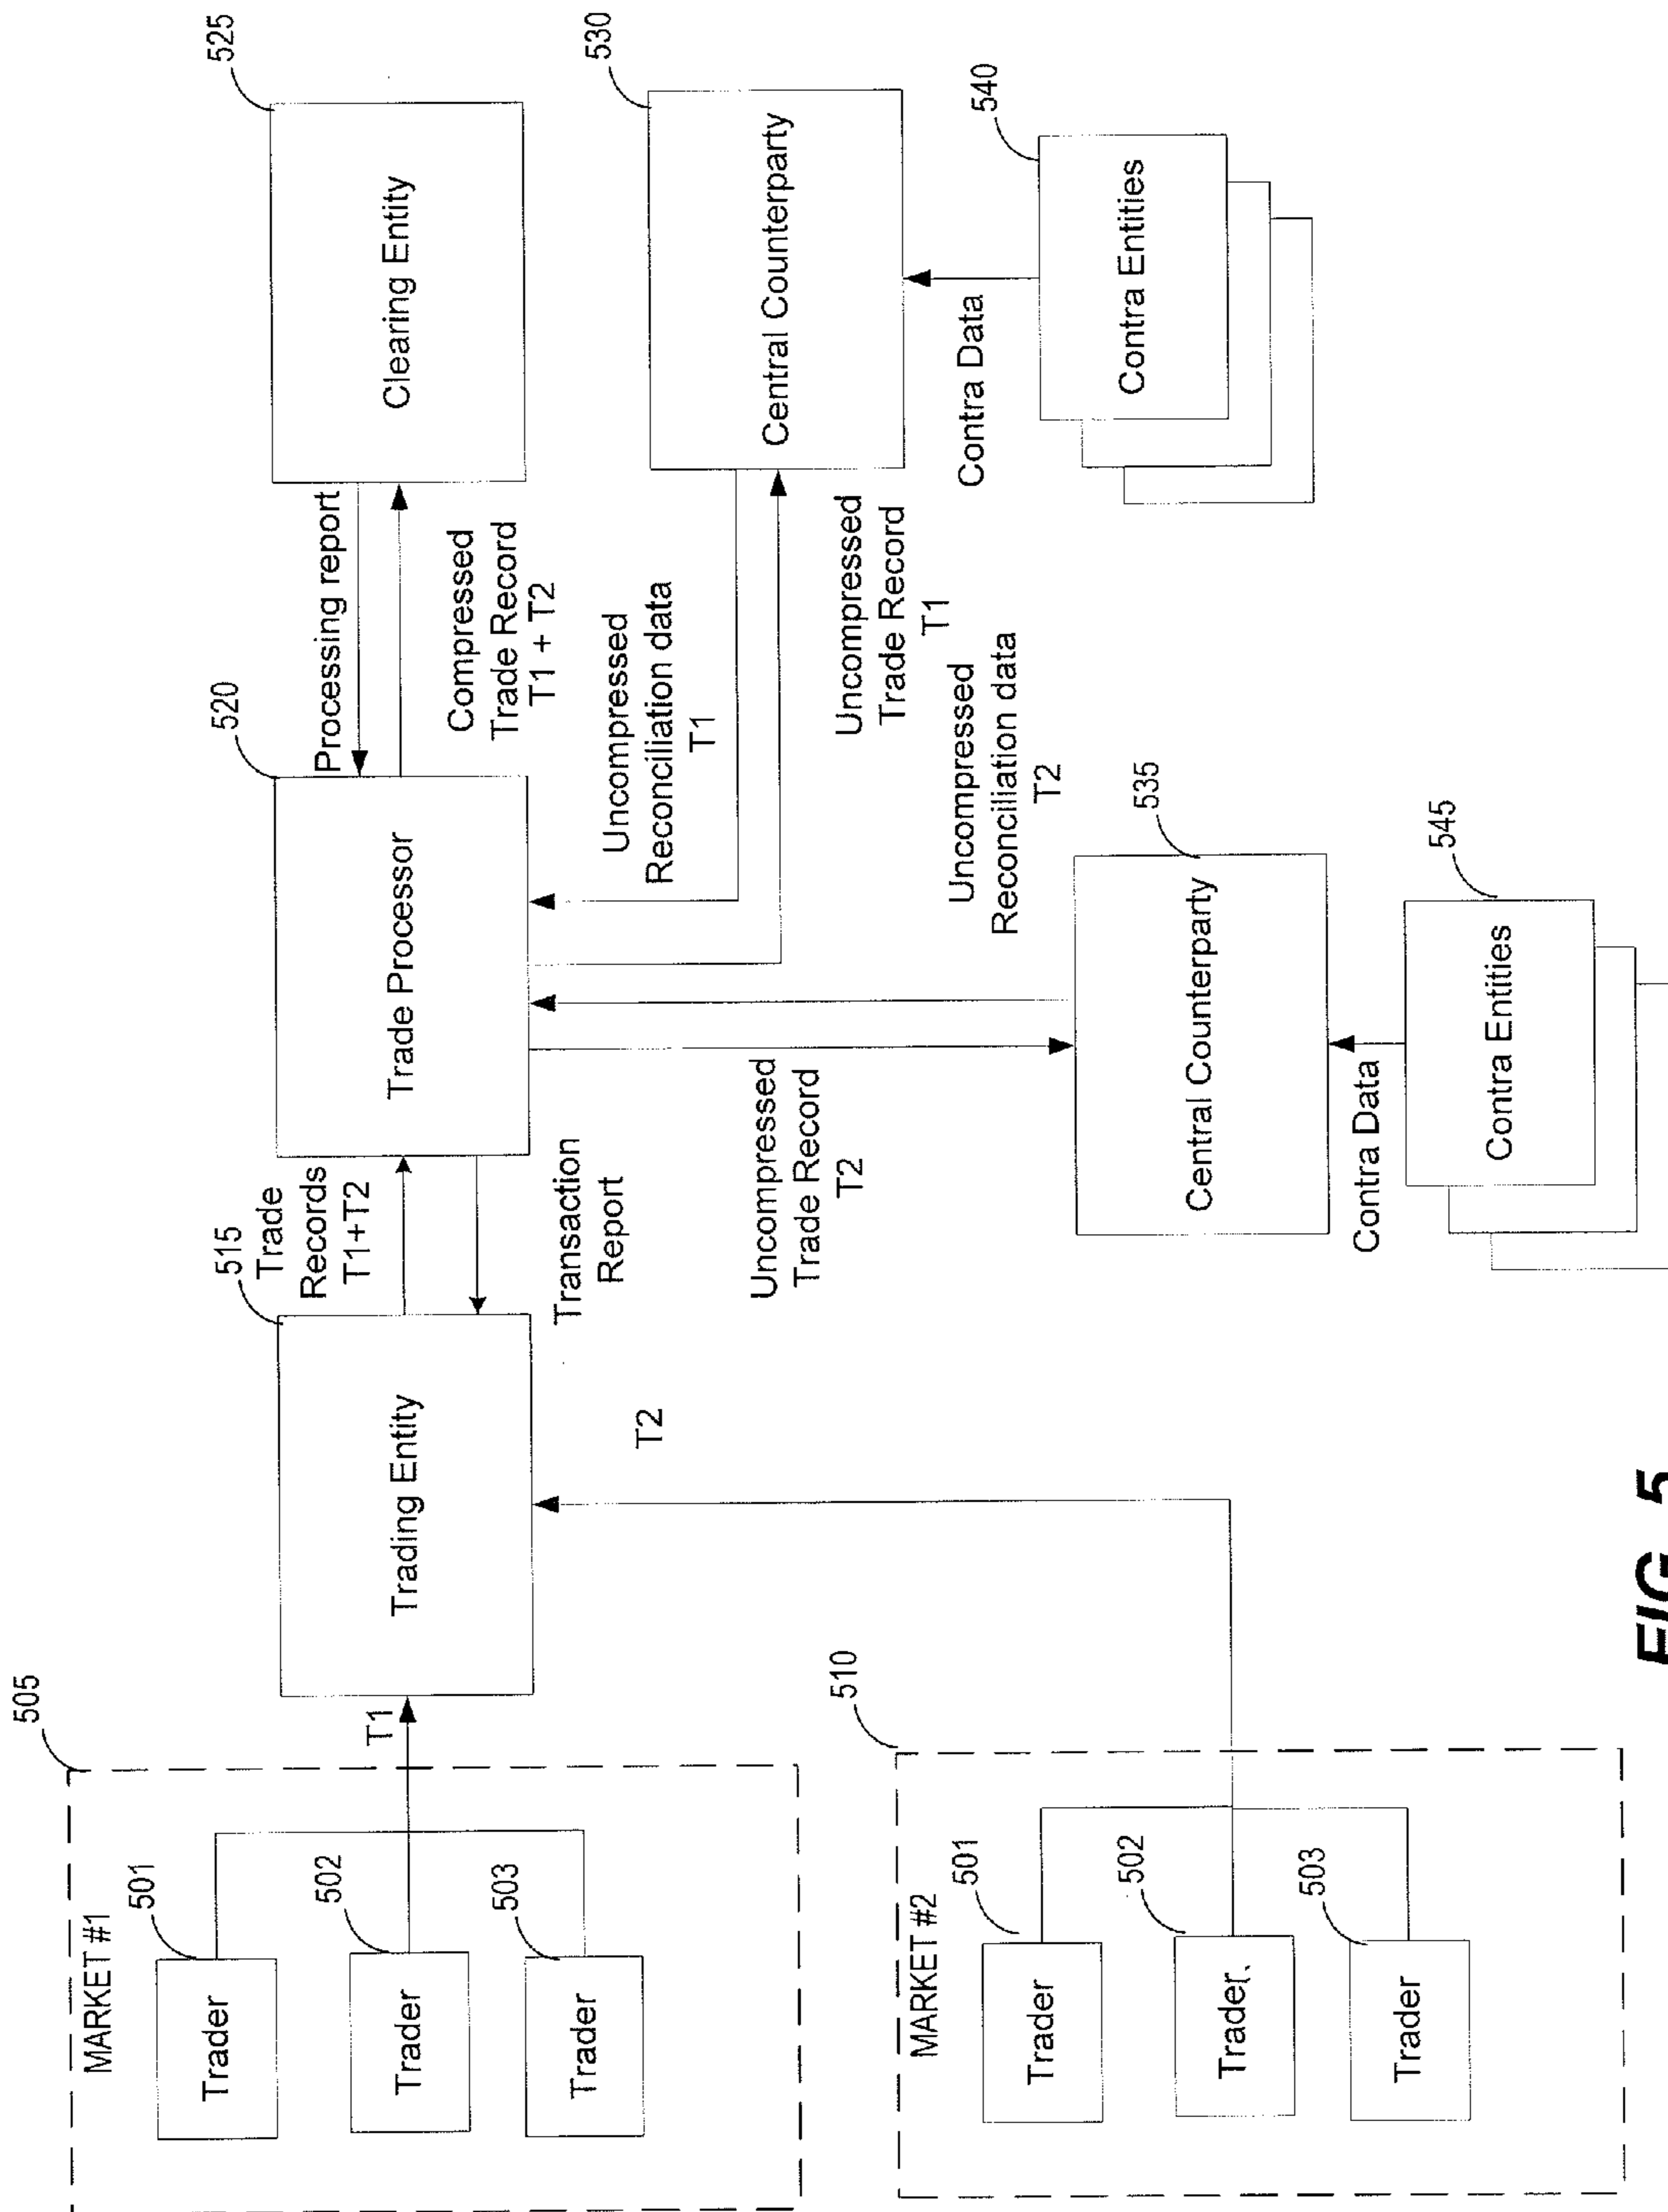 505
MARKET #1
501
Trader
502
Trader
503
Trader
T1
510
MARKET #2
501
Trader
502
Trader
503
Trader
T2
515
Trading Entity
Trade
Records
T1+T2
Transaction
Report
520
Trade Processor
Processing report
Compressed
Trade Record
T1 + T2
525
Clearing Entity
Uncompressed
Reconciliation data
T1
Uncompressed
Trade Record
T1
530
Central Counterparty
Contra Data
540
Contra Entities
Uncompressed
Trade Record
T2
Uncompressed
Reconciliation data
T2
535
Central Counterparty
Contra Data
545
Contra Entities
FIG. 5